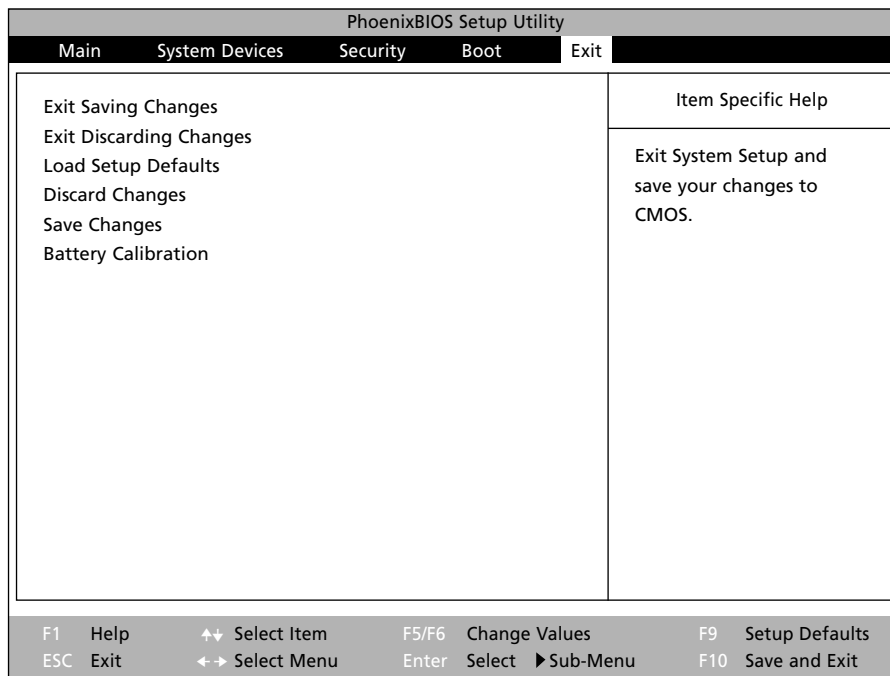 PhoenixBIOS Setup Utility
Main System Devices Security Boot Exit
Exit Saving Changes
Exit Discarding Changes
Load Setup Defaults
Discard Changes
Save Changes
Battery Calibration
Item Specific Help
Exit System Setup and
save your changes to
CMOS.
F1 Help Select Item F5/F6 Change Values F9 Setup Defaults
ESC Exit Select Menu Enter Select Sub-Menu F10 Save and Exit